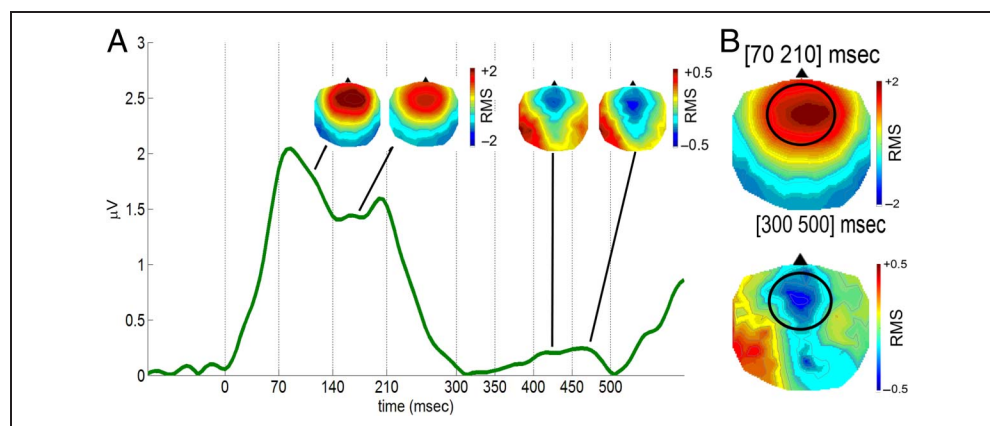 A
3
2.5
2
1.5
1
0.5
0
µV
0 70 140 210 300 350 400 450 500
time (msec)
+2
RMS
−2
+0.5
RMS
−0.5
B
[70 210] msec
+2
RMS
−2
[300 500] msec
+0.5
RMS
−0.5